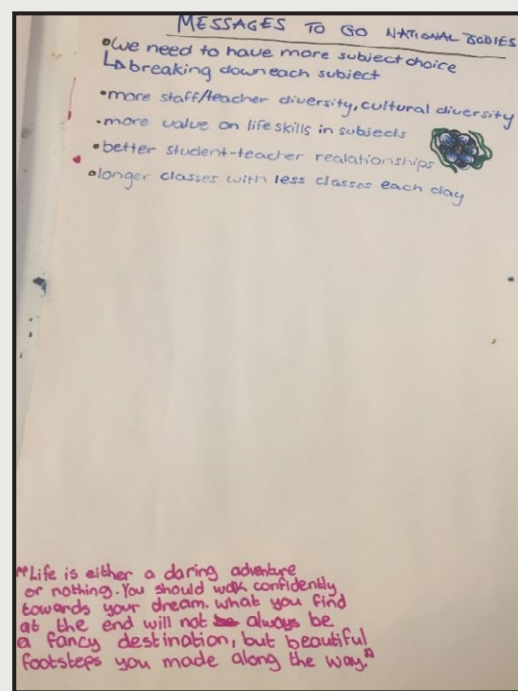 MESSAGES TO GO NATIONAL BODIES
•We need to have more subject choice
↳ breaking down each subject
•more staff/teacher diversity, cultural diversity
•more value on life skills in subjects
•better student-teacher realationships
•longer classes with less classes each day
"Life is either a daring adventure
or nothing. You should walk confidently
towards your dream. what you find
at the end will not be always be
a fancy destination, but beautiful
footsteps you made along the way."